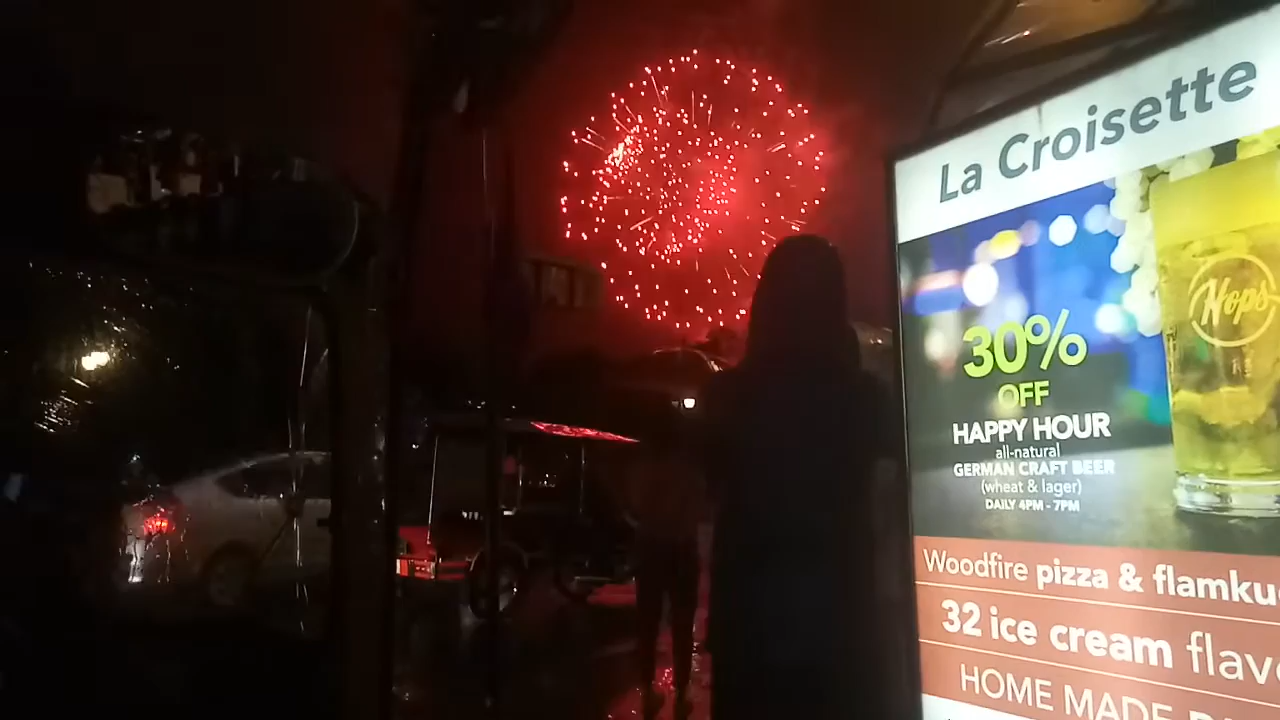 La Croisette
Hops
30%
OFF
HAPPY HOUR
all-natural
GERMAN CRAFT BEER
(wheat & lager)
DAILY 4PM - 7PM
Woodfire pizza & flamku
32 ice cream flav
HOME MADE